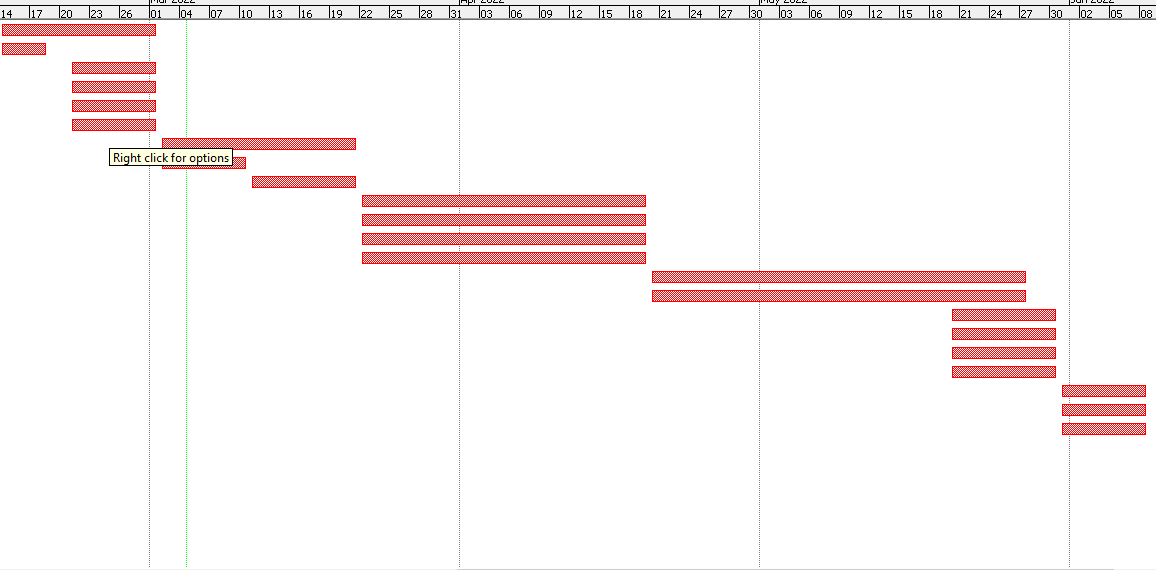 Mar 2022 Apr 2022 May 2022 Jun 2022
14 17 20 23 26 01 04 07 10 13 16 19 22 25 28 31 03 06 09 12 15 18 21 24 27 30 03 06 09 12 15 18 21 24 27 30 02 05 08
Right click for options